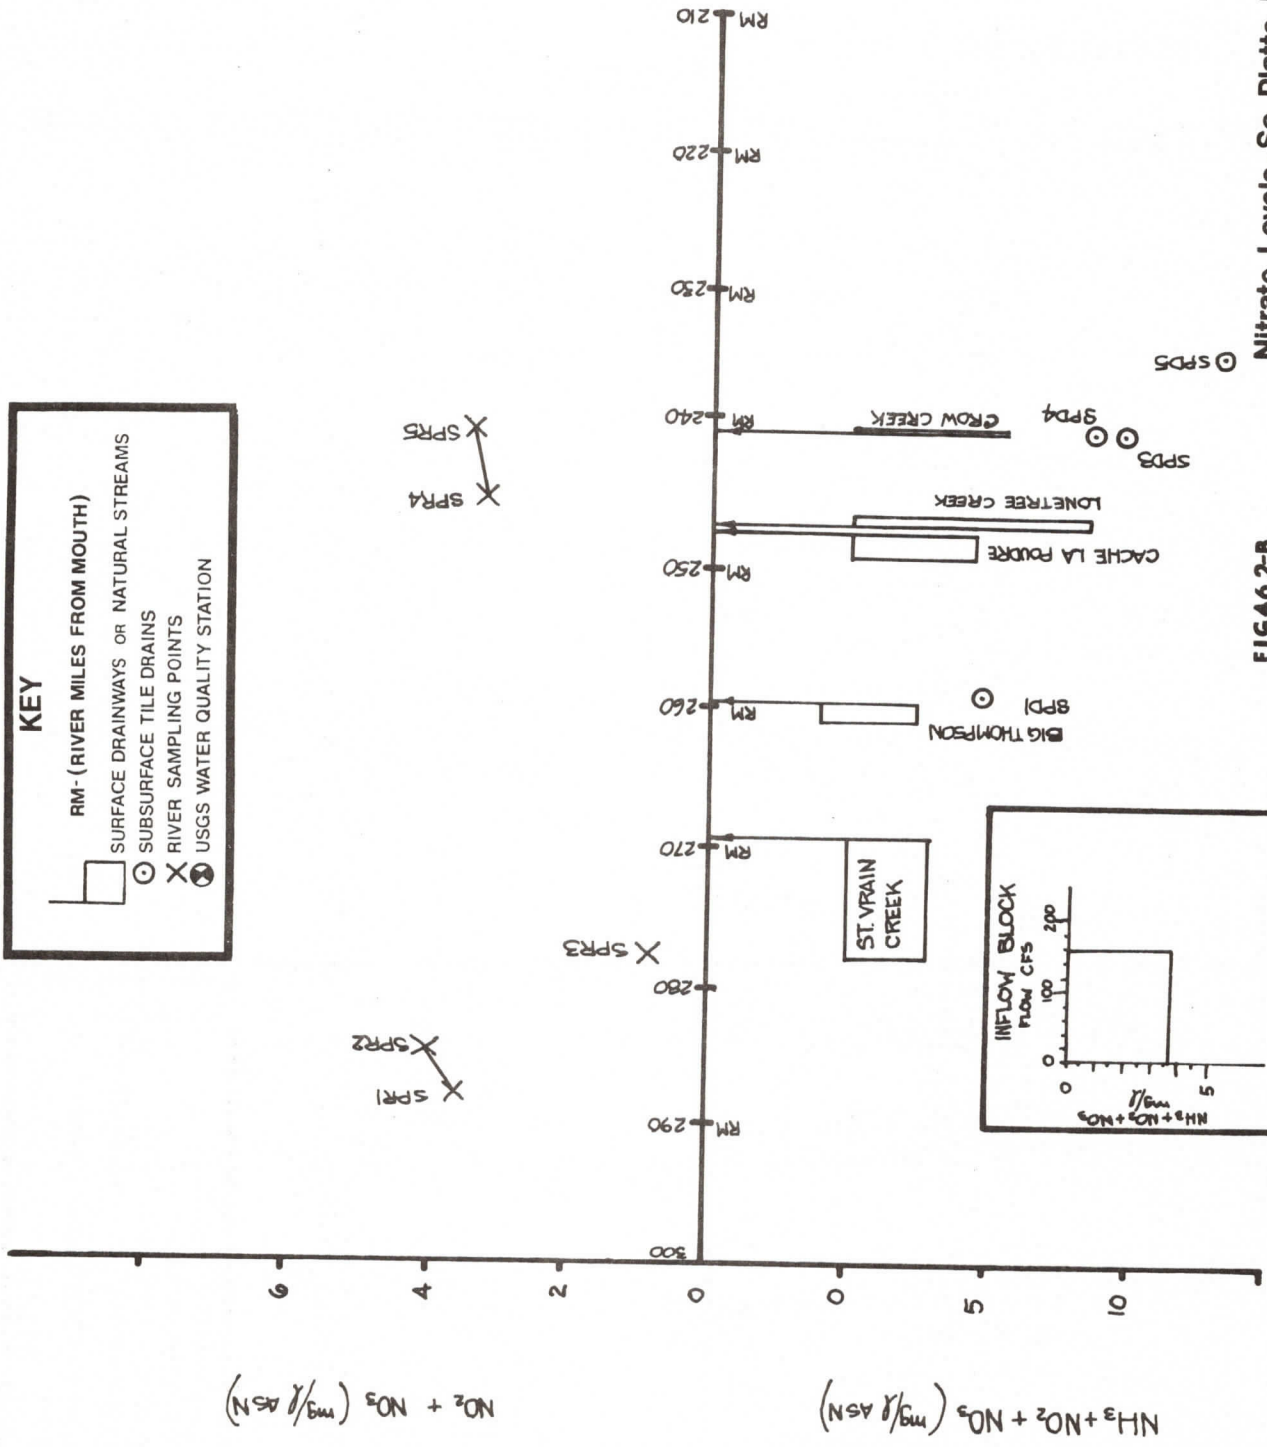 KEY
RM-(RIVER MILES FROM MOUTH)
SURFACE DRAINWAYS OR NATURAL STREAMS
SUBSURFACE TILE DRAINS
RIVER SAMPLING POINTS
USGS WATER QUALITY STATION
NO₂ + NO₃ (mg/l ASN)
6
4
2
0
SPR1
SPR2
SPR3
SPR4
SPR5
300
290
RM
280
270
RM
260
RM
250
RM
240
RM
230
RM
220
RM
210
RM
NH₃+NO₂+NO₃ (mg/l ASN)
0
5
10
ST. VRAIN
CREEK
BIG THOMPSON
SPD1
CACHE LA POUDRE
LONETREE CREEK
CROW CREEK
SPD3
SPD4
SPD5
INFLOW BLOCK
FLOW CFS
0
100
200
NH₃+NO₂+NO₃
mg/l
0
5
FIG A6.2-B
Nitrate Levels, So. Platte